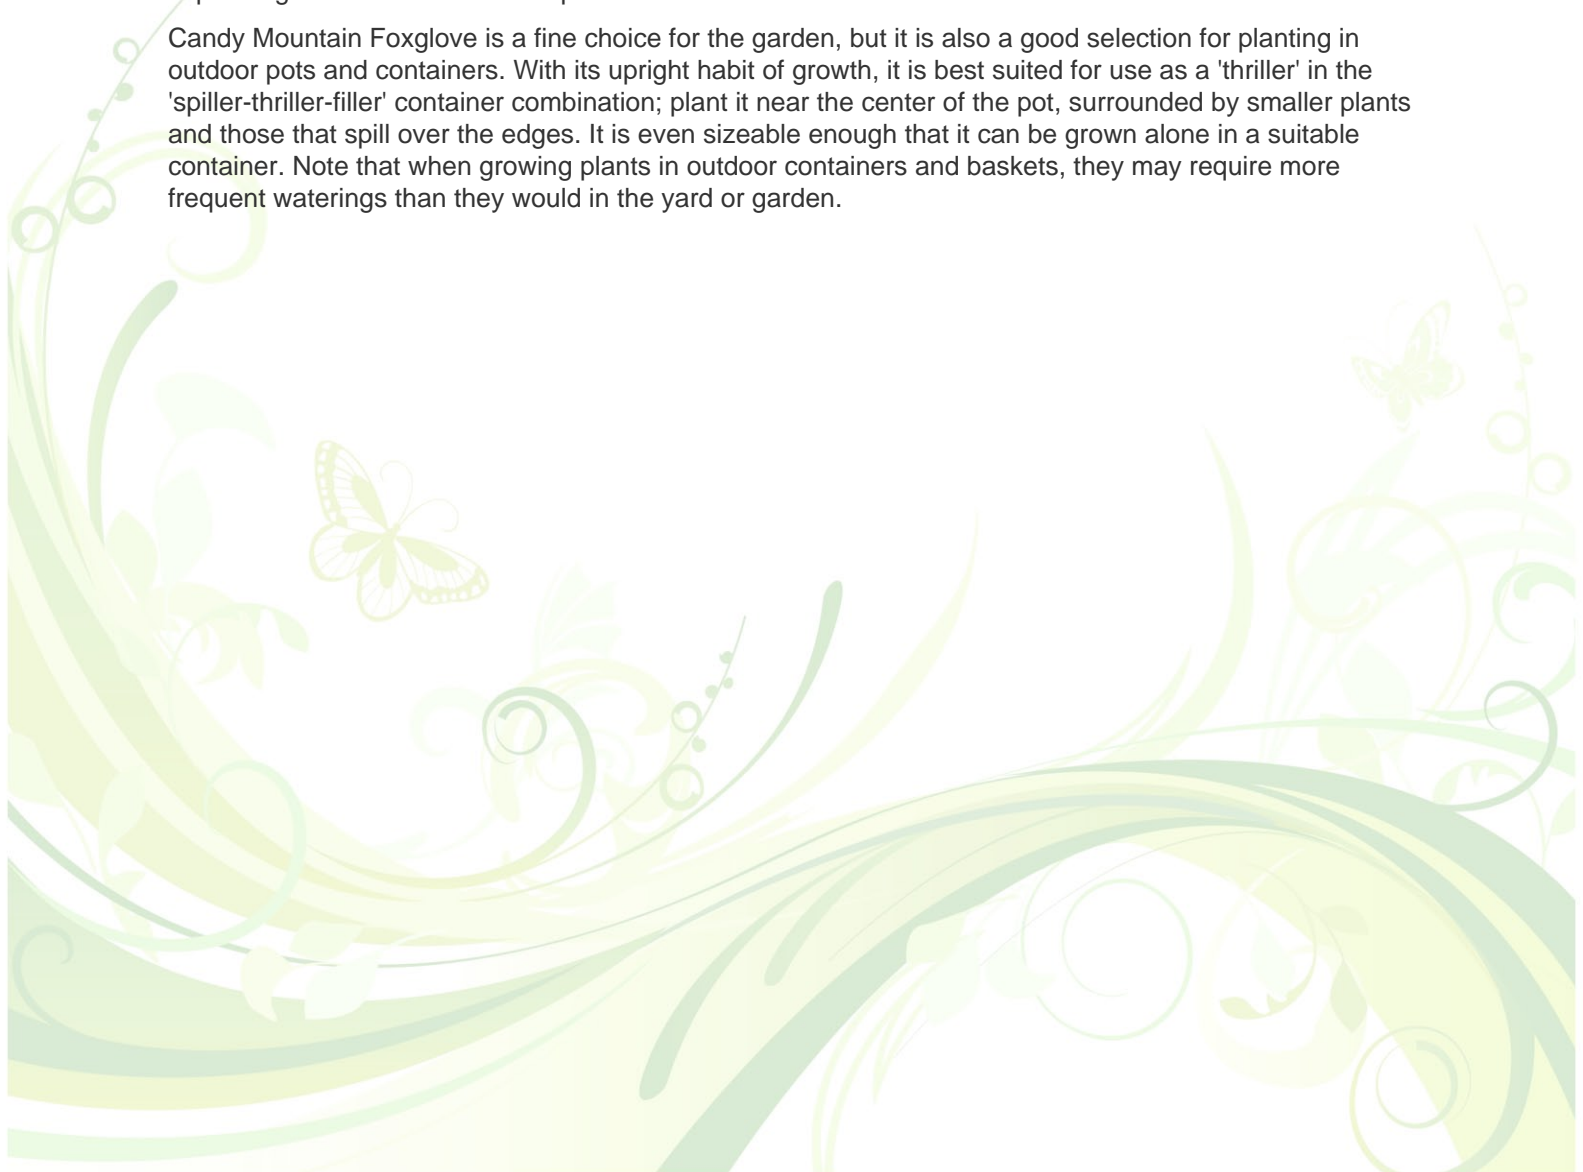 Candy Mountain Foxglove is a fine choice for the garden, but it is also a good selection for planting in
outdoor pots and containers. With its upright habit of growth, it is best suited for use as a 'thriller' in the
'spiller-thriller-filler' container combination; plant it near the center of the pot, surrounded by smaller plants
and those that spill over the edges. It is even sizeable enough that it can be grown alone in a suitable
container. Note that when growing plants in outdoor containers and baskets, they may require more
frequent waterings than they would in the yard or garden.